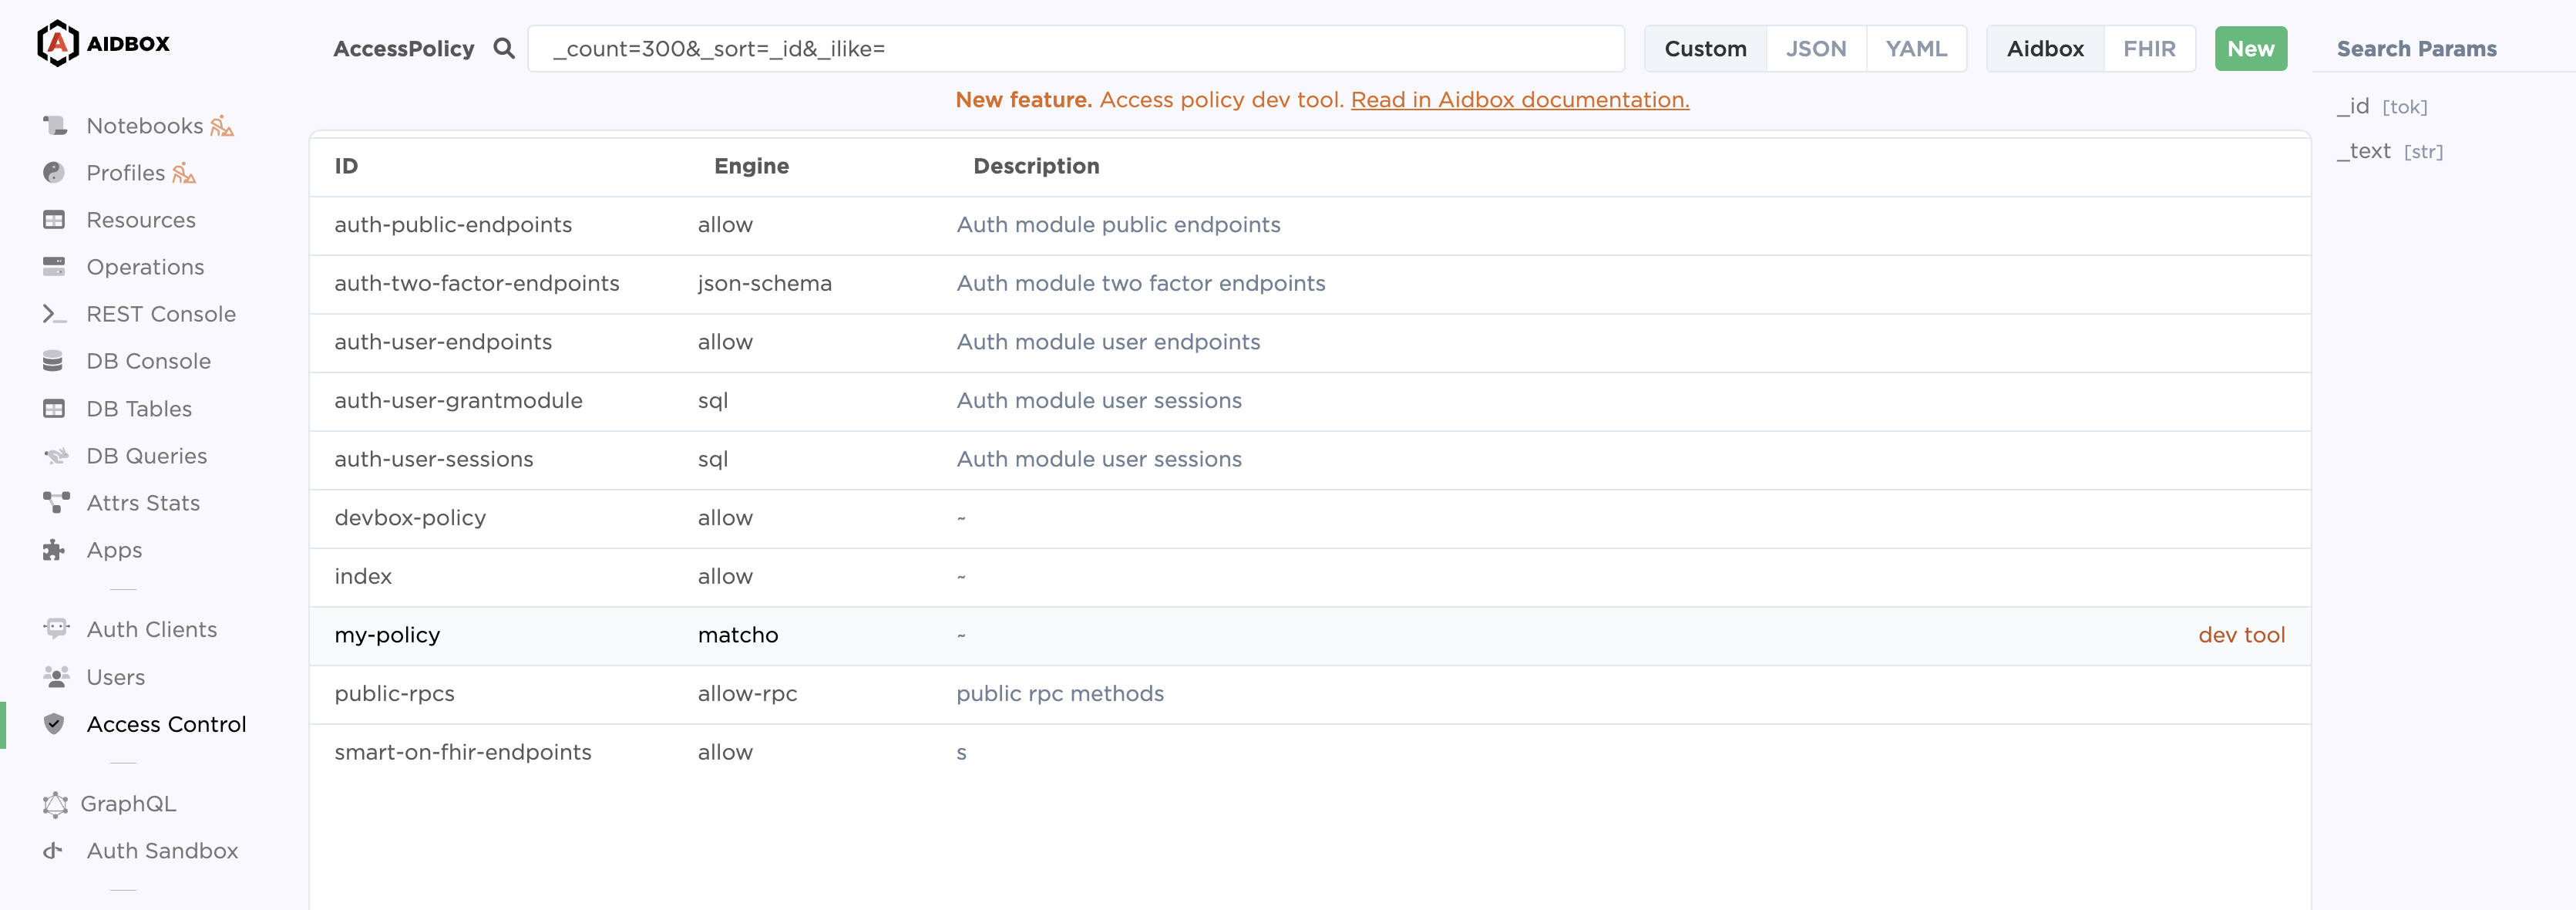 AIDBOX
Notebooks
Profiles
Resources
Operations
REST Console
DB Console
DB Tables
DB Queries
Attrs Stats
Apps
Auth Clients
Users
Access Control
GraphQL
Auth Sandbox
AccessPolicy _count=300&_sort=_id&_ilike= Custom JSON YAML Aidbox FHIR New
New feature. Access policy dev tool. Read in Aidbox documentation.
ID Engine Description
auth-public-endpoints allow Auth module public endpoints
auth-two-factor-endpoints json-schema Auth module two factor endpoints
auth-user-endpoints allow Auth module user endpoints
auth-user-grantmodule sql Auth module user sessions
auth-user-sessions sql Auth module user sessions
devbox-policy allow ~
index allow ~
my-policy matcho ~ dev tool
public-rpcs allow-rpc public rpc methods
smart-on-fhir-endpoints allow s
Search Params
_id [tok]
_text [str]